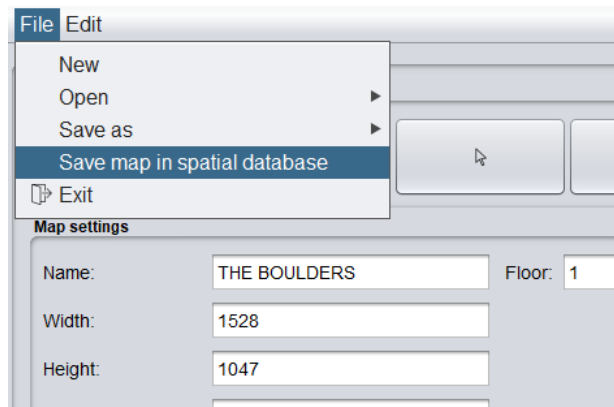 File Edit
New
Open
Save as
Save map in spatial database
Exit
Map settings
Name: THE BOULDERS Floor: 1
Width: 1528
Height: 1047